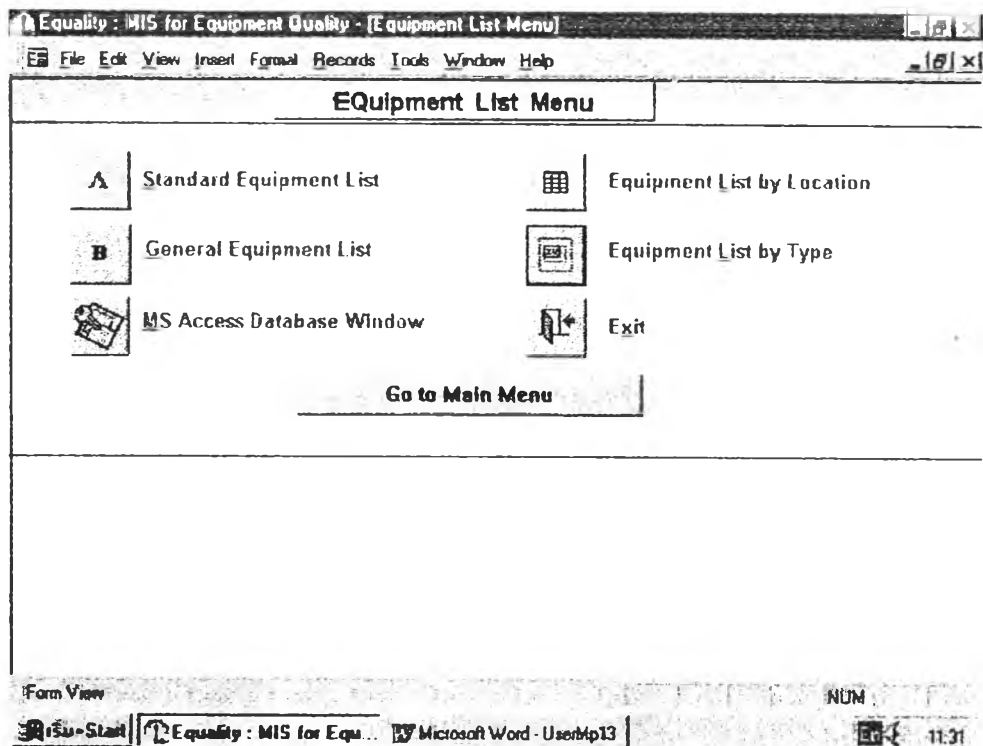 Equality : MIS for Equipment Quality - [Equipment List Menu]
File Edit View Insert Format Records Tools Window Help
EQuipment List Menu
A Standard Equipment List
Equipment List by Location
B General Equipment List
Equipment List by Type
MS Access Database Window
Exit
Go to Main Menu
Form View NUM
เริ่ม-Start Equality : MIS for Equ... Microsoft Word - UserMp13 En 11:31